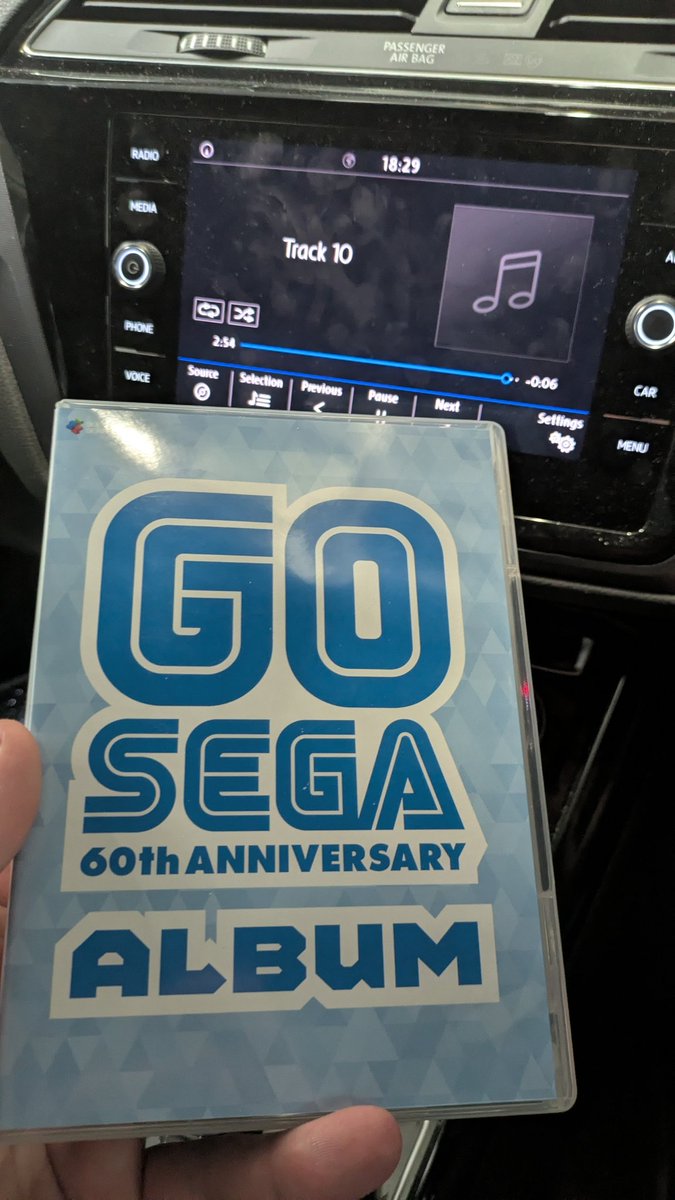 PASSENGER
AIR BAG
RADIO
MEDIA
PHONE
VOICE
18:29
Track 10
2:54
-0:06
Source
Selection
Previous
Pause
Next
Settings
CAR
MENU
GO
SEGA
60th ANNIVERSARY
ALBUM